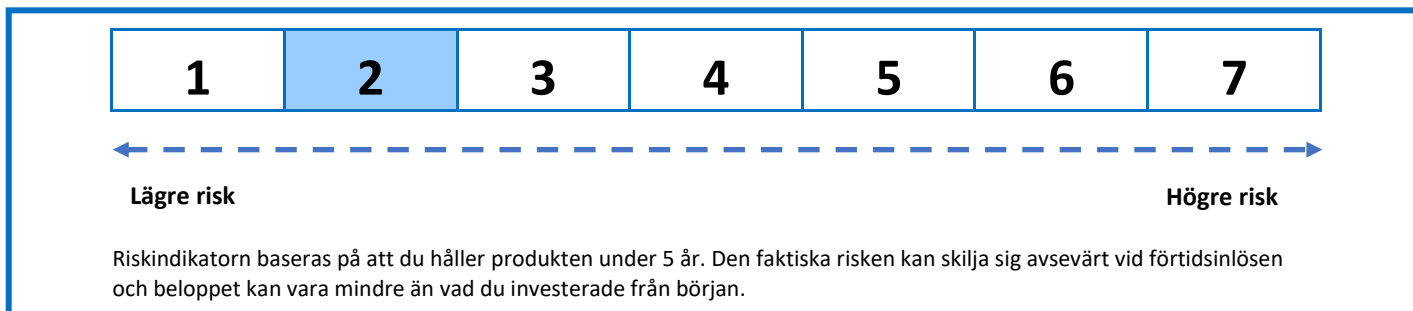 1 2 3 4 5 6 7
Lägre risk Högre risk
Riskindikatorn baseras på att du håller produkten under 5 år. Den faktiska risken kan skilja sig avsevärt vid förtidsinlösen
och beloppet kan vara mindre än vad du investerade från början.